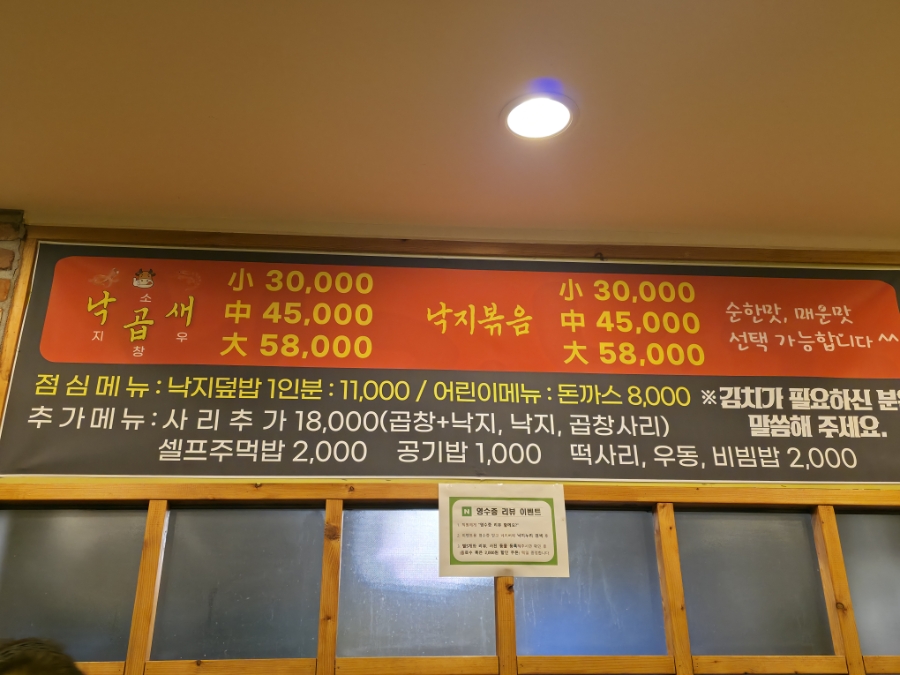 낙곱새
소
지 창 우
小 30,000
中 45,000
大 58,000
낙지볶음
小 30,000
中 45,000
大 58,000
순한맛, 매운맛
선택 가능합니다 ^^
점심메뉴 : 낙지덮밥 1인분 : 11,000 / 어린이메뉴 : 돈까스 8,000
※김치가 필요하신 분
말씀해 주세요.
추가메뉴 : 사리추가 18,000(곱창+낙지, 낙지, 곱창사리)
셀프주먹밥 2,000 공기밥 1,000 떡사리, 우동, 비빔밥 2,000
N 영수증 리뷰 이벤트